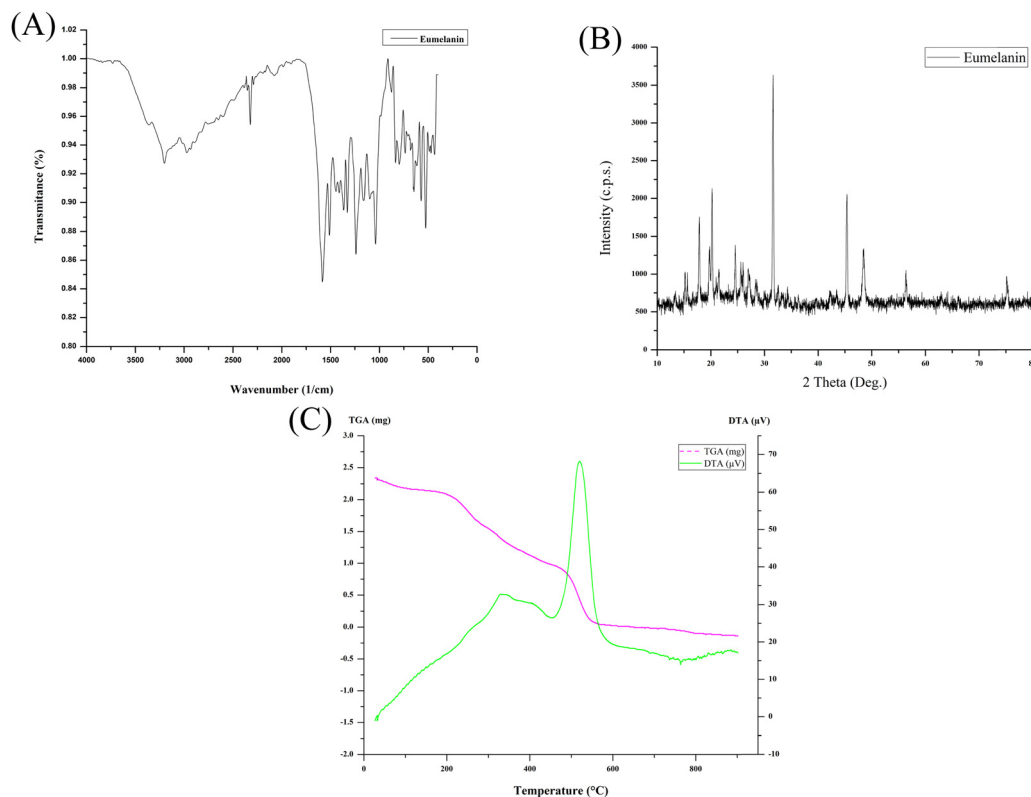 (A)
1.02
1.00
0.98
0.96
0.94
0.92
0.90
0.88
0.86
0.84
0.82
0.80
Transmitance (%)
Eumelanin
4000 3500 3000 2500 2000 1500 1000 500 0
Wavenumber (1/cm)
(B)
4000
3500
3000
2500
2000
1500
1000
500
0
Intensity (c.p.s.)
Eumelanin
10 20 30 40 50 60 70 80
2 Theta (Deg.)
(C)
TGA (mg)
DTA (µV)
3.0
2.5
2.0
1.5
1.0
0.5
0.0
-0.5
-1.0
-1.5
-2.0
TGA (mg)
DTA (µV)
70
60
50
40
30
20
10
0
-10
0 200 400 600 800
Temperature (°C)